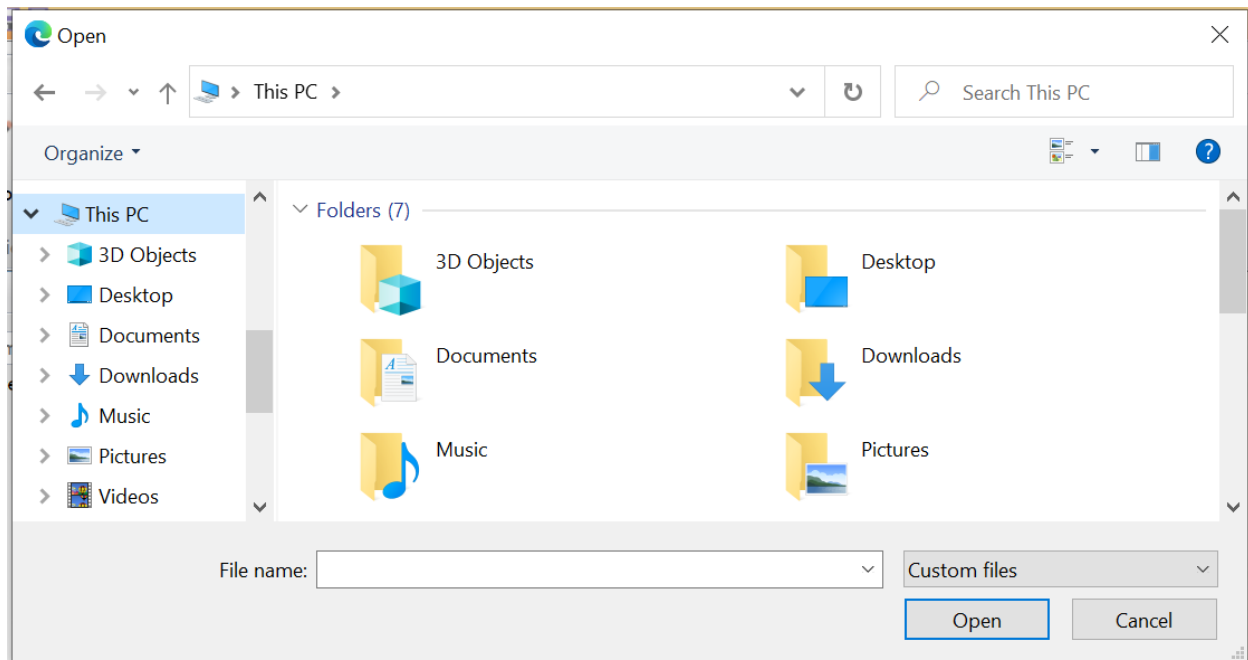 Open
This PC
Search This PC
Organize
This PC
3D Objects
Desktop
Documents
Downloads
Music
Pictures
Videos
Folders (7)
3D Objects
Desktop
Documents
Downloads
Music
Pictures
File name:
Custom files
Open
Cancel